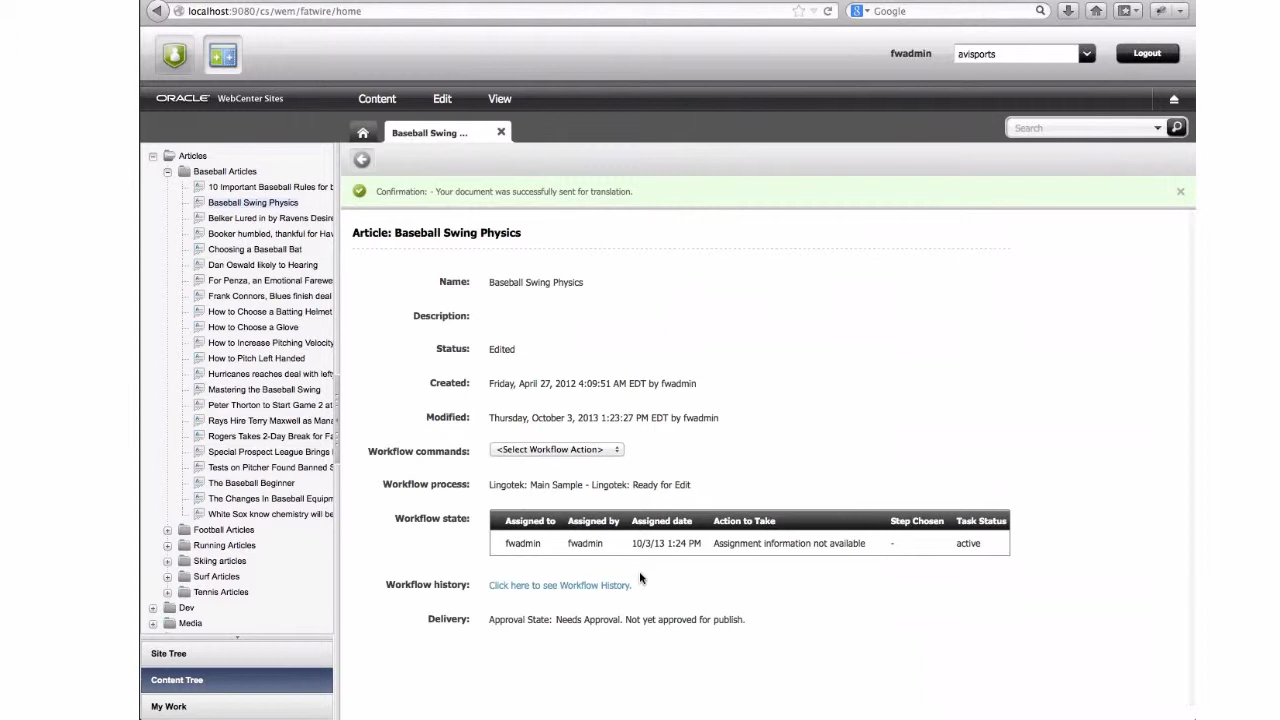 localhost:9080/cs/wem/fatwire/home
Google
fwadmin
avisports
Logout
ORACLE WebCenter Sites
Content
Edit
View
Baseball Swing ...
Search
Articles
Baseball Articles
10 Important Baseball Rules for b
Baseball Swing Physics
Belker Lured in by Ravens Desire
Booker humbled, thankful for Hav
Choosing a Baseball Bat
Dan Oswald likely to Hearing
For Penza, an Emotional Farewe
Frank Connors, Blues finish deal
How to Choose a Batting Helmet
How to Choose a Glove
How to Increase Pitching Velocity
How to Pitch Left Handed
Hurricanes reaches deal with left
Mastering the Baseball Swing
Peter Thorton to Start Game 2 at
Rays Hire Terry Maxwell as Mana
Rogers Takes 2-Day Break for Fa
Special Prospect League Brings
Tests on Pitcher Found Banned S
The Baseball Beginner
The Changes In Baseball Equipm
White Sox know chemistry will be
Football Articles
Running Articles
Skiing articles
Surf Articles
Tennis Articles
Dev
Media
Site Tree
Content Tree
My Work
Confirmation: - Your document was successfully sent for translation.
Article: Baseball Swing Physics
Name: Baseball Swing Physics
Description:
Status: Edited
Created: Friday, April 27, 2012 4:09:51 AM EDT by fwadmin
Modified: Thursday, October 3, 2013 1:23:27 PM EDT by fwadmin
Workflow commands: <Select Workflow Action>
Workflow process: Lingotek: Main Sample - Lingotek: Ready for Edit
Workflow state: Assigned to Assigned by Assigned date Action to Take Step Chosen Task Status
fwadmin fwadmin 10/3/13 1:24 PM Assignment information not available - active
Workflow history: Click here to see Workflow History.
Delivery: Approval State: Needs Approval. Not yet approved for publish.